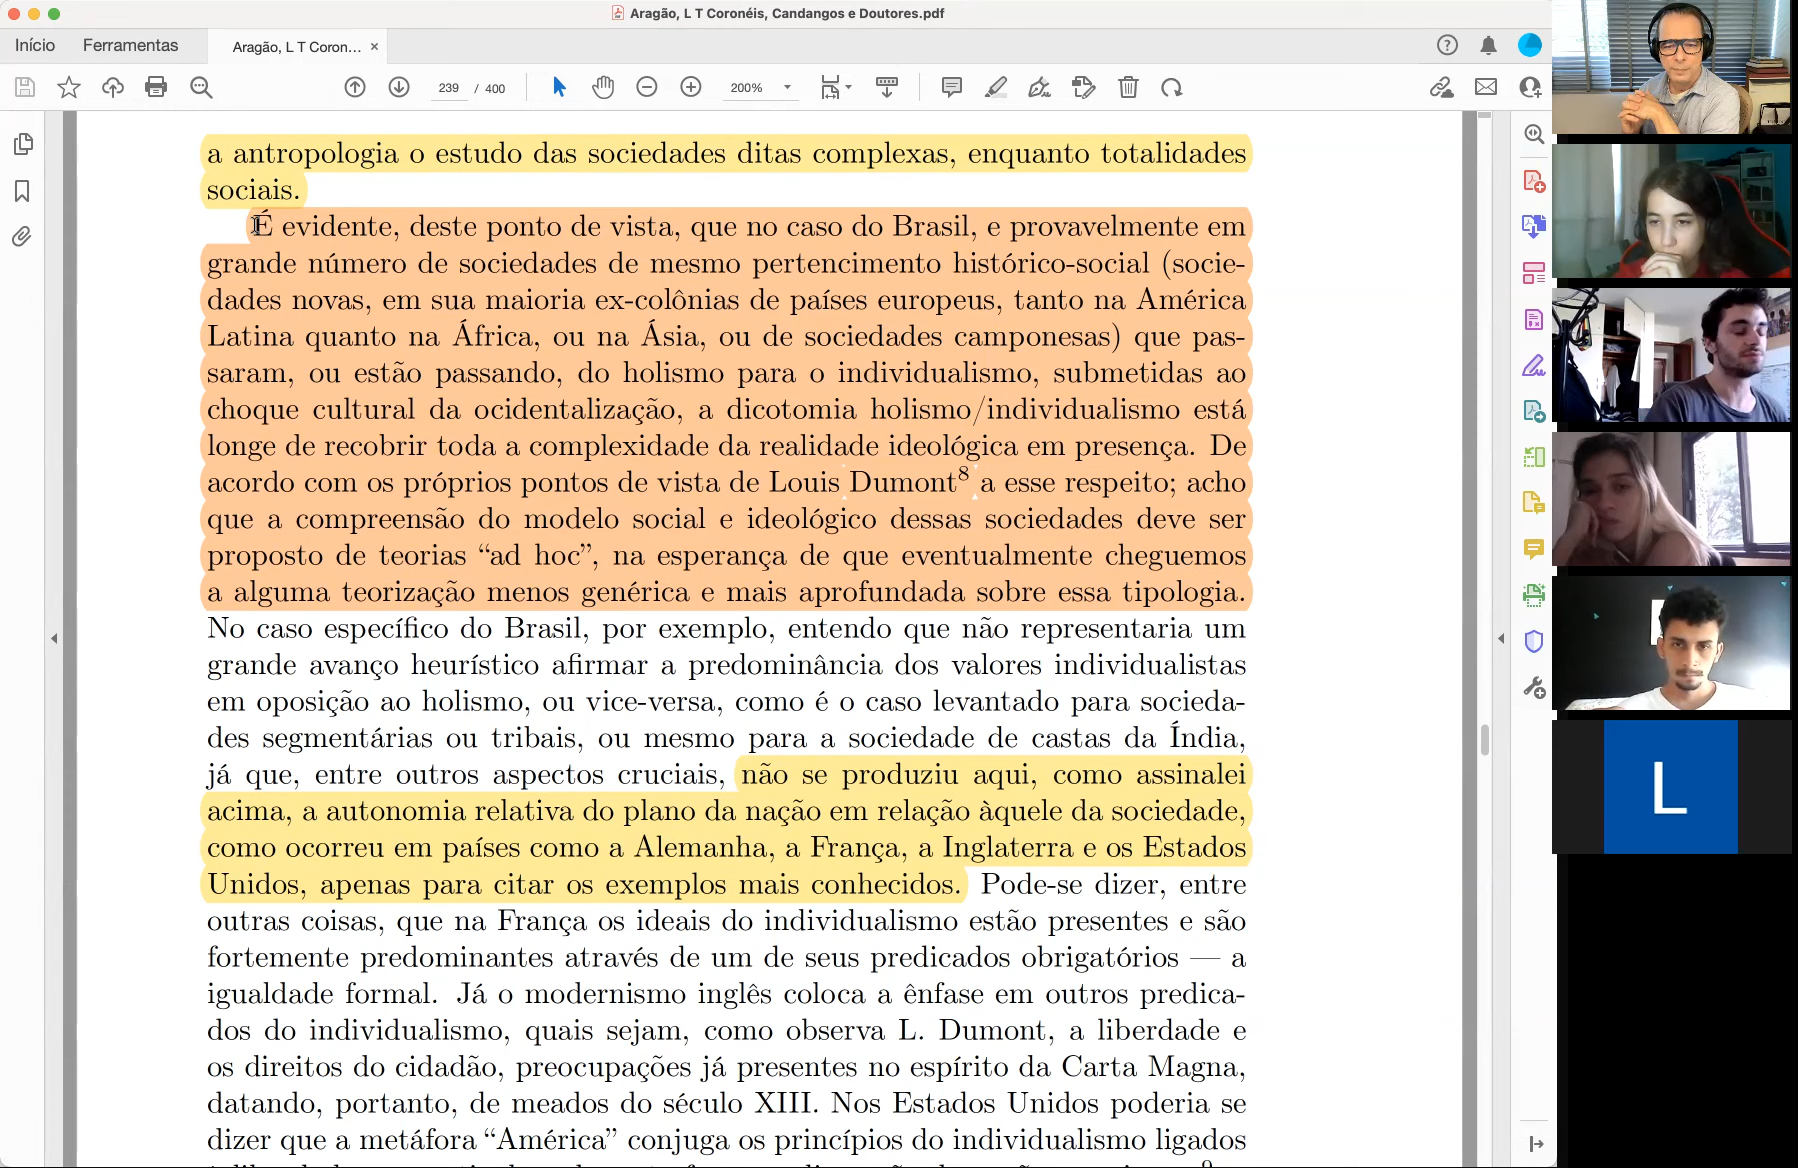 Aragão, L T Coronéis, Candangos e Doutores.pdf
Início Ferramentas Aragão, L T Coron... ×
239 / 400 200%
a antropologia o estudo das sociedades ditas complexas, enquanto totalidades
sociais.
É evidente, deste ponto de vista, que no caso do Brasil, e provavelmente em
grande número de sociedades de mesmo pertencimento histórico-social (socie-
dades novas, em sua maioria ex-colônias de países europeus, tanto na América
Latina quanto na África, ou na Ásia, ou de sociedades camponesas) que pas-
saram, ou estão passando, do holismo para o individualismo, submetidas ao
choque cultural da ocidentalização, a dicotomia holismo/individualismo está
longe de recobrir toda a complexidade da realidade ideológica em presença. De
acordo com os próprios pontos de vista de Louis Dumont⁸ a esse respeito; acho
que a compreensão do modelo social e ideológico dessas sociedades deve ser
proposto de teorias “ad hoc”, na esperança de que eventualmente cheguemos
a alguma teorização menos genérica e mais aprofundada sobre essa tipologia.
No caso específico do Brasil, por exemplo, entendo que não representaria um
grande avanço heurístico afirmar a predominância dos valores individualistas
em oposição ao holismo, ou vice-versa, como é o caso levantado para socieda-
des segmentárias ou tribais, ou mesmo para a sociedade de castas da Índia,
já que, entre outros aspectos cruciais, não se produziu aqui, como assinalei
acima, a autonomia relativa do plano da nação em relação àquele da sociedade,
como ocorreu em países como a Alemanha, a França, a Inglaterra e os Estados
Unidos, apenas para citar os exemplos mais conhecidos. Pode-se dizer, entre
outras coisas, que na França os ideais do individualismo estão presentes e são
fortemente predominantes através de um de seus predicados obrigatórios — a
igualdade formal. Já o modernismo inglês coloca a ênfase em outros predica-
dos do individualismo, quais sejam, como observa L. Dumont, a liberdade e
os direitos do cidadão, preocupações já presentes no espírito da Carta Magna,
datando, portanto, de meados do século XIII. Nos Estados Unidos poderia se
dizer que a metáfora “América” conjuga os princípios do individualismo ligados
L